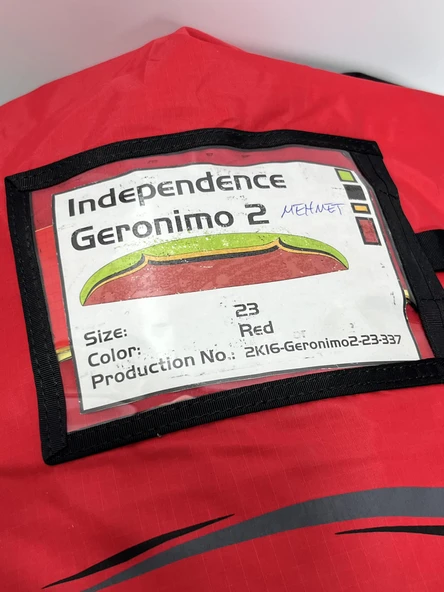 Independence
Geronimo 2 MEHMET
Size: 23
Color: Red
Production No.: 2K16-Geronimo2-23-337